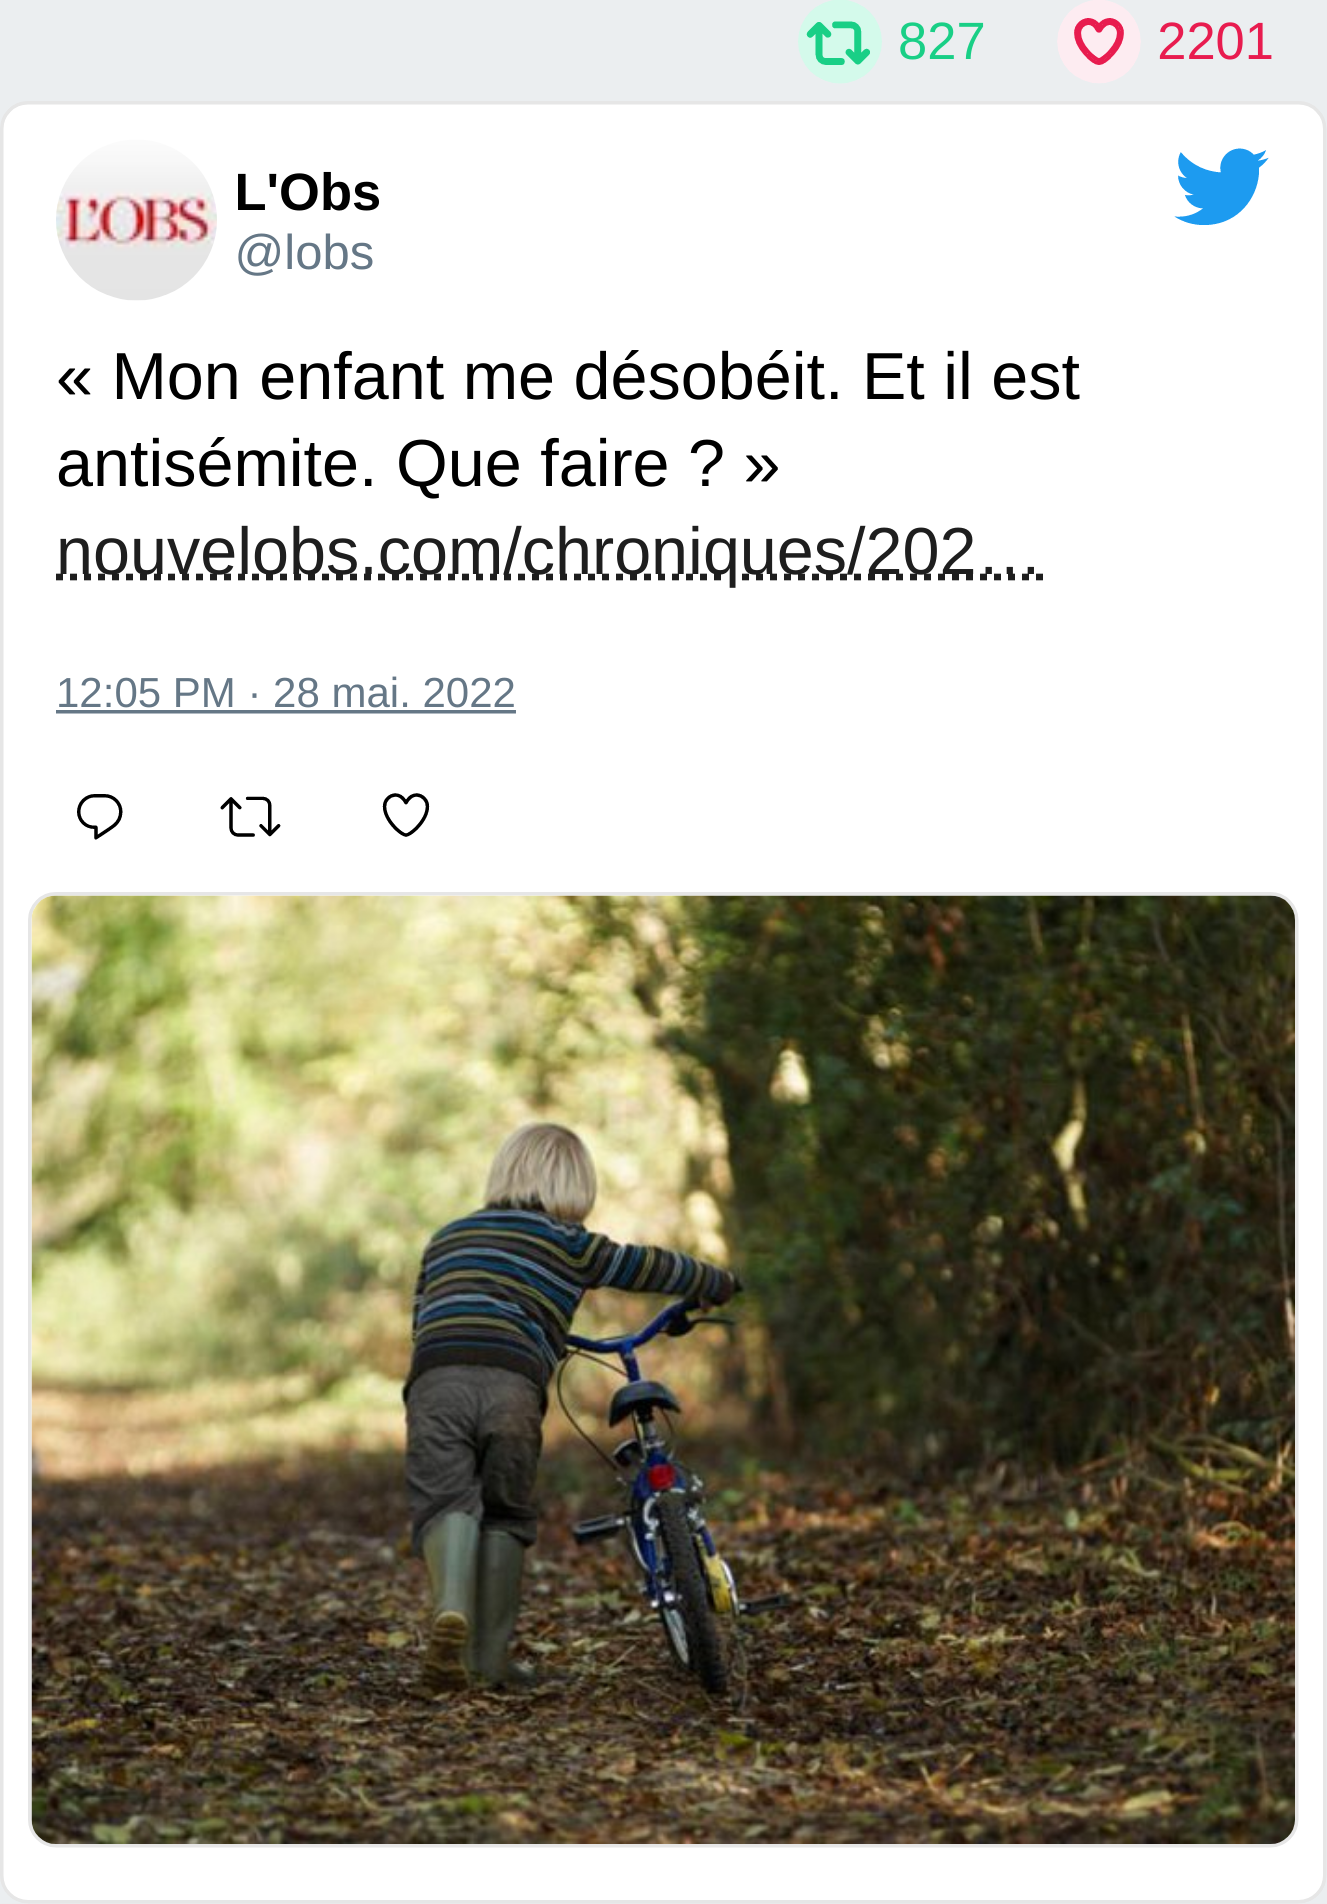 827 2201
L'OBS
L'Obs
@lobs
« Mon enfant me désobéit. Et il est
antisémite. Que faire ? »
nouvelobs.com/chroniques/202…
12:05 PM · 28 mai. 2022